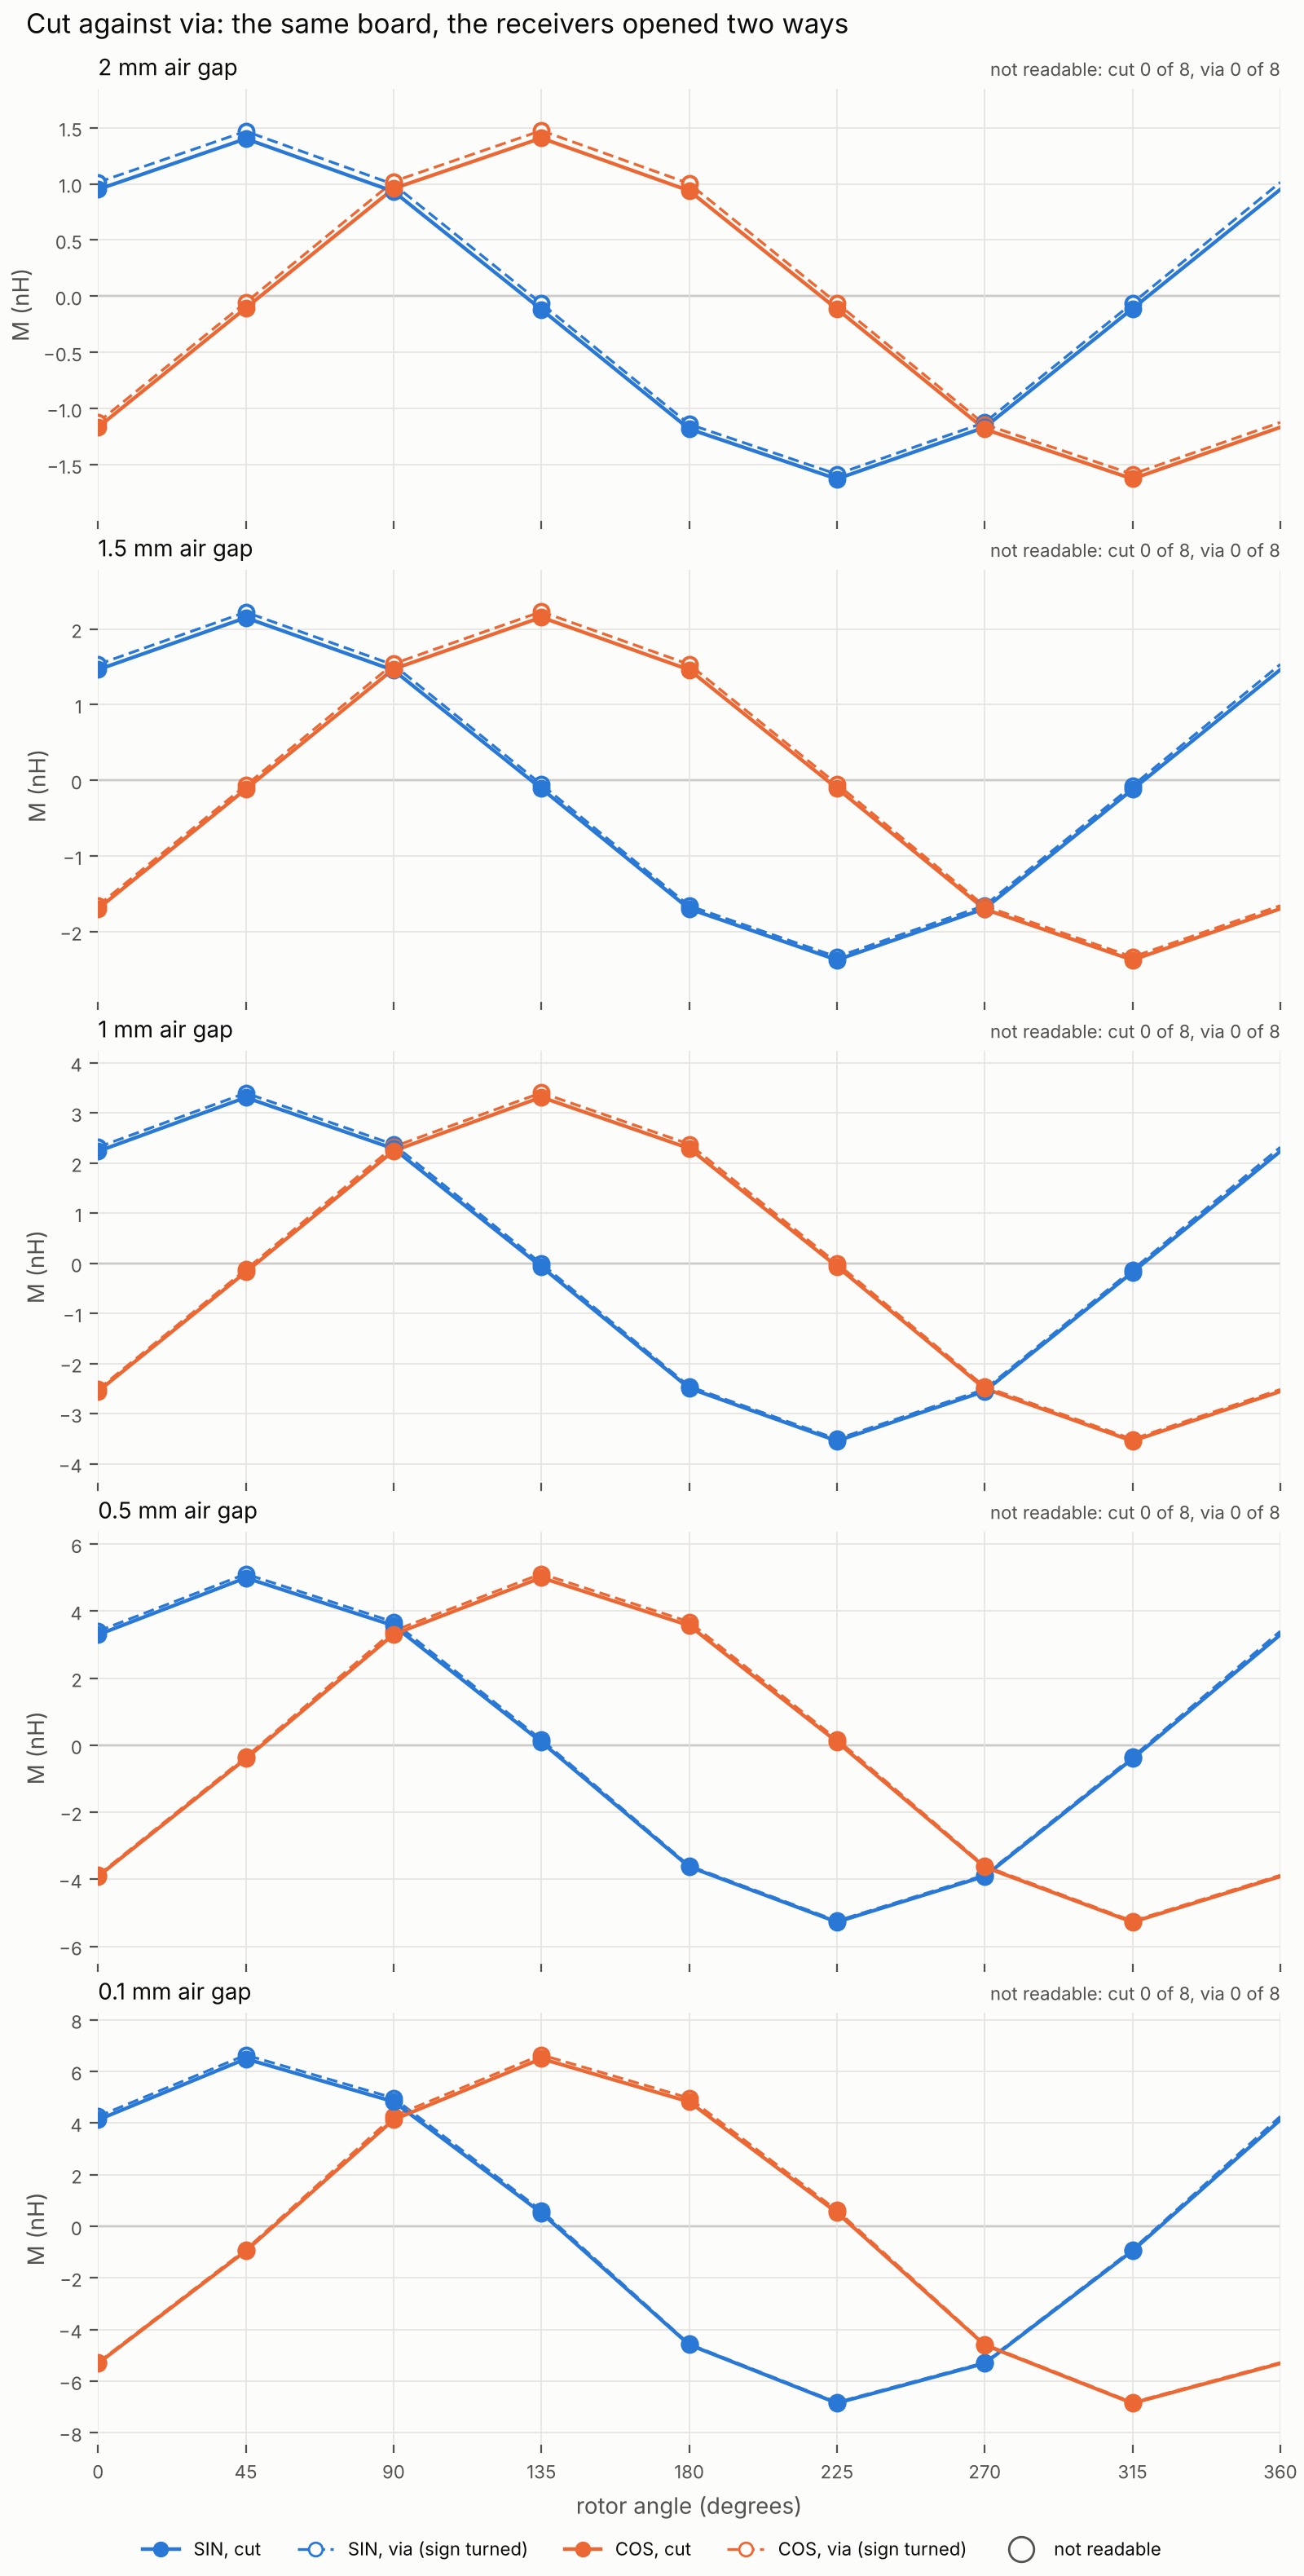 Cut against via: the same board, the receivers opened two ways
2 mm air gap
not readable: cut 0 of 8, via 0 of 8
1.5
1.0
0.5
0.0
−0.5
−1.0
−1.5
M (nH)
1.5 mm air gap
not readable: cut 0 of 8, via 0 of 8
2
1
0
−1
−2
M (nH)
1 mm air gap
not readable: cut 0 of 8, via 0 of 8
4
3
2
1
0
−1
−2
−3
−4
M (nH)
0.5 mm air gap
not readable: cut 0 of 8, via 0 of 8
6
4
2
0
−2
−4
−6
M (nH)
0.1 mm air gap
not readable: cut 0 of 8, via 0 of 8
8
6
4
2
0
−2
−4
−6
−8
M (nH)
0 45 90 135 180 225 270 315 360
rotor angle (degrees)
SIN, cut SIN, via (sign turned) COS, cut COS, via (sign turned) not readable